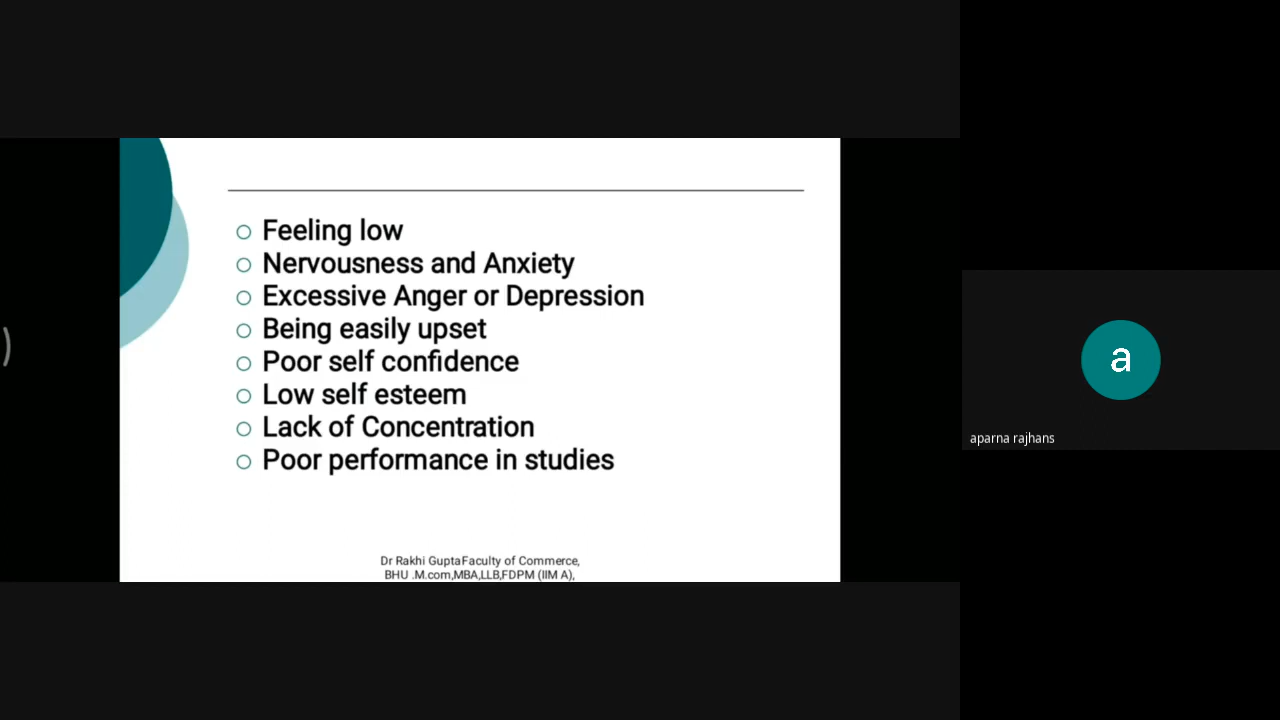 Feeling low
Nervousness and Anxiety
Excessive Anger or Depression
Being easily upset
Poor self confidence
Low self esteem
Lack of Concentration
Poor performance in studies
Dr Rakhi GuptaFaculty of Commerce,
BHU .M.com,MBA,LLB,FDPM (IIM A),
a
aparna rajhans